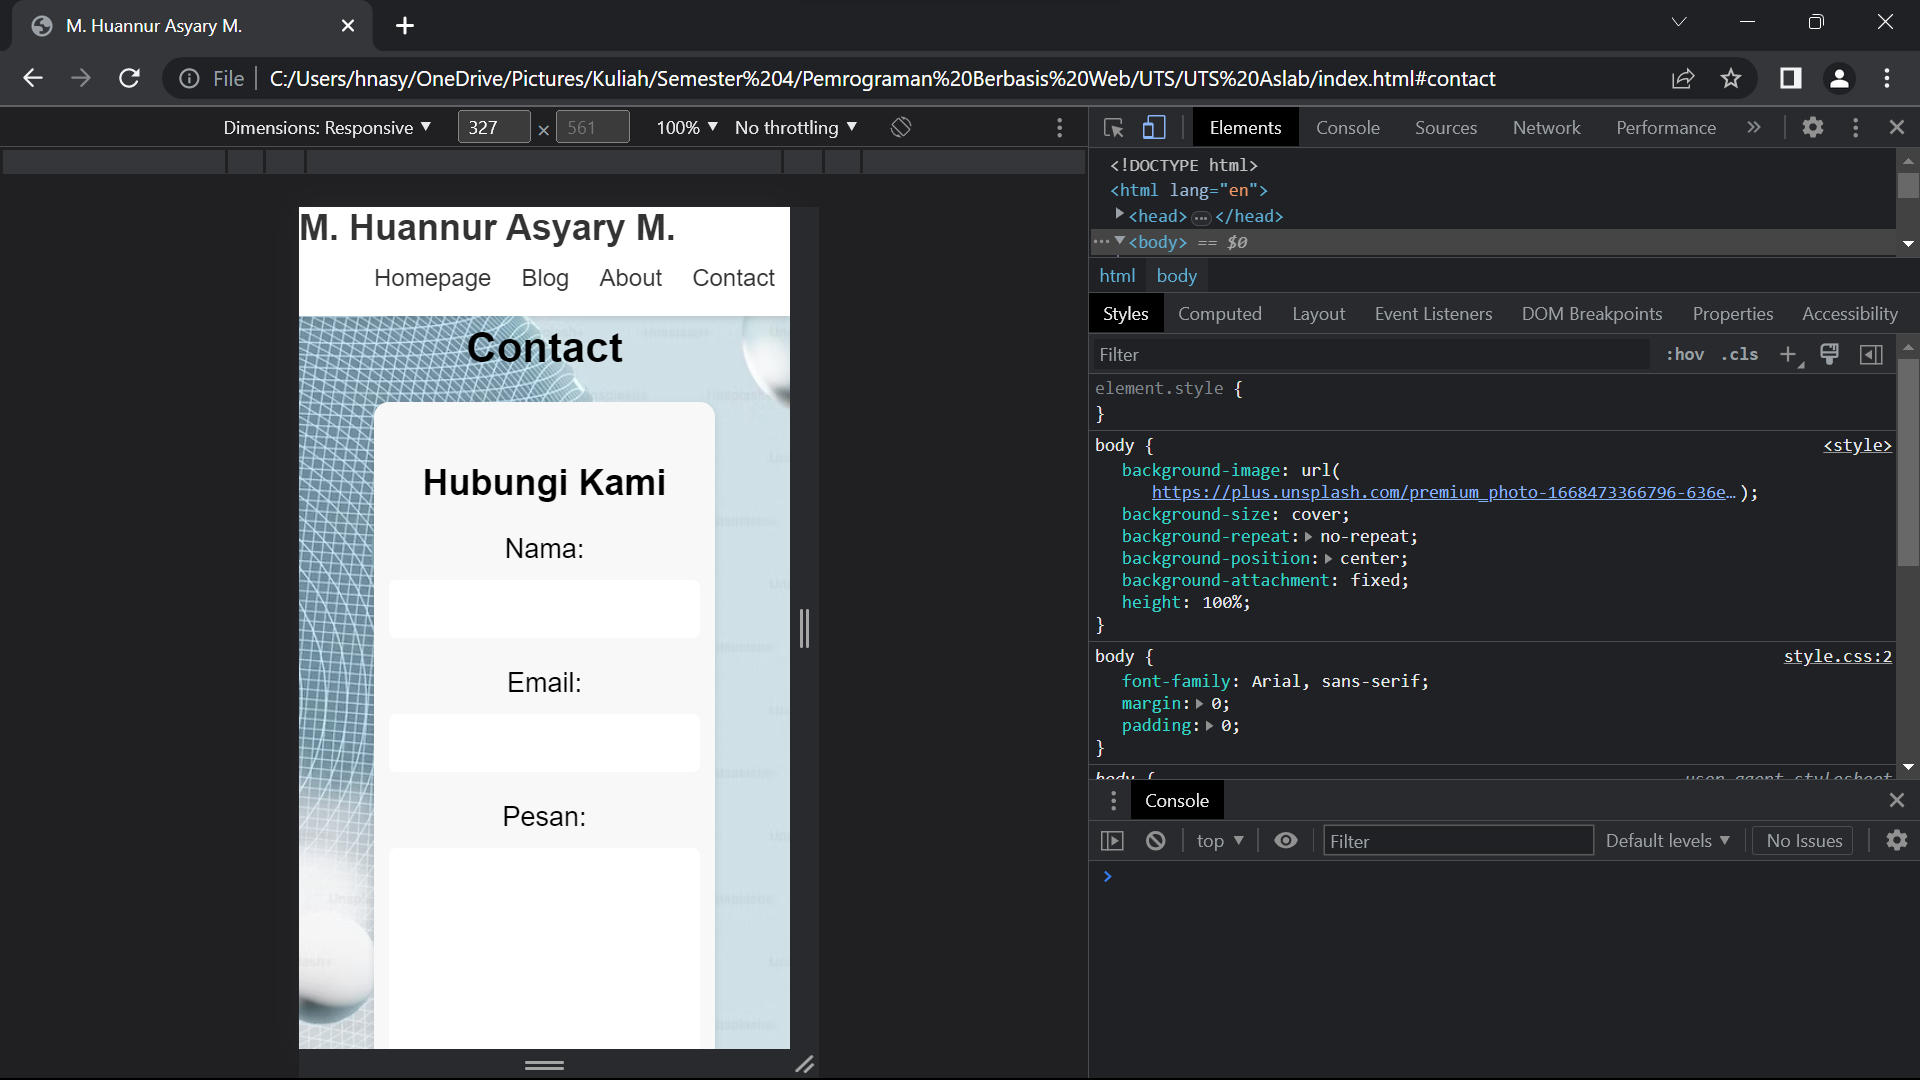 M. Huannur Asyary M.
File C:/Users/hnasy/OneDrive/Pictures/Kuliah/Semester%204/Pemrograman%20Berbasis%20Web/UTS/UTS%20Aslab/index.html#contact
Dimensions: Responsive 327 × 561 100% No throttling
M. Huannur Asyary M.
Homepage Blog About Contact
Contact
Hubungi Kami
Nama:
Email:
Pesan:
Elements Console Sources Network Performance »
<!DOCTYPE html>
<html lang="en">
<head> … </head>
… <body> == $0
html body
Styles Computed Layout Event Listeners DOM Breakpoints Properties Accessibility
Filter :hov .cls +
element.style {
}
body { <style>
background-image: url(
https://plus.unsplash.com/premium_photo-1668473366796-636e… );
background-size: cover;
background-repeat: no-repeat;
background-position: center;
background-attachment: fixed;
height: 100%;
}
body { style.css:2
font-family: Arial, sans-serif;
margin: 0;
padding: 0;
}
body { user agent stylesheet
Console
top Filter Default levels No Issues